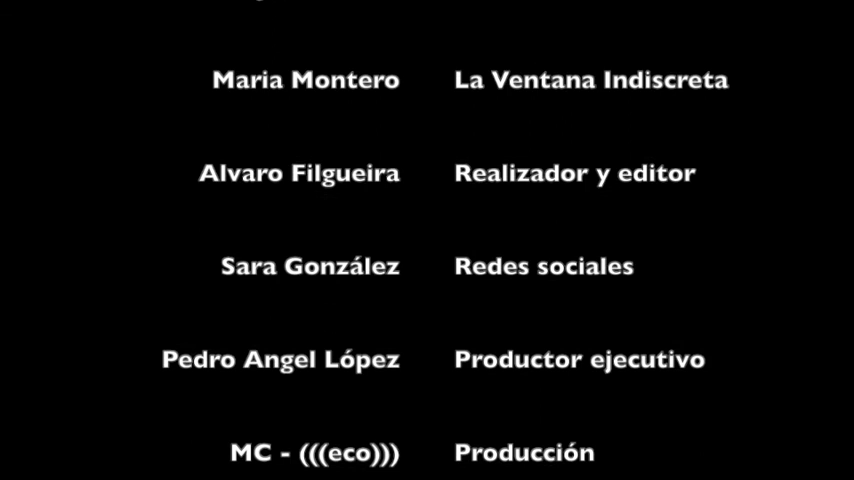 Maria Montero La Ventana Indiscreta
Alvaro Filgueira Realizador y editor
Sara González Redes sociales
Pedro Angel López Productor ejecutivo
MC - (((eco))) Producción